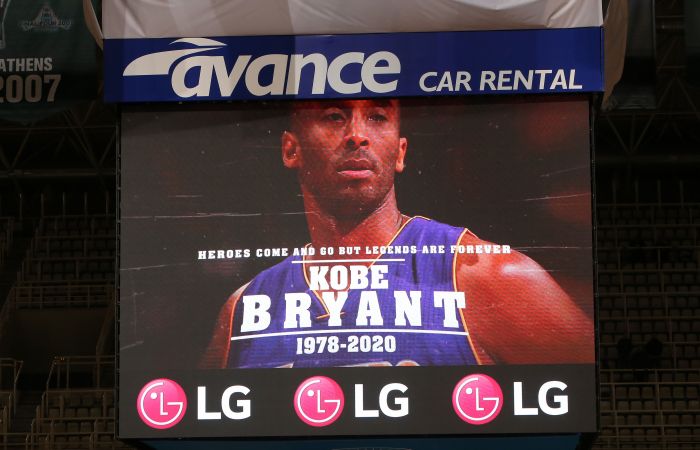 ATHENS
2007
avance CAR RENTAL
HEROES COME AND GO BUT LEGENDS ARE FOREVER
KOBE
BRYANT
1978-2020
LG LG LG